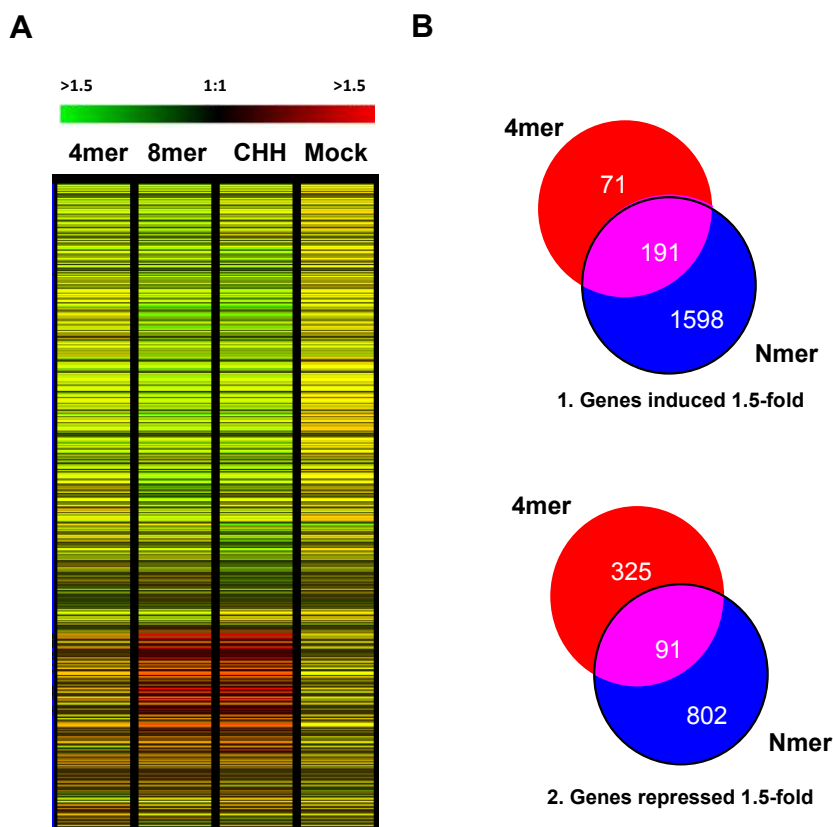 A
>1.5 1:1 >1.5
4mer 8mer CHH Mock
B
4mer
71
191
1598
Nmer
1. Genes induced 1.5-fold
4mer
325
91
802
Nmer
2. Genes repressed 1.5-fold